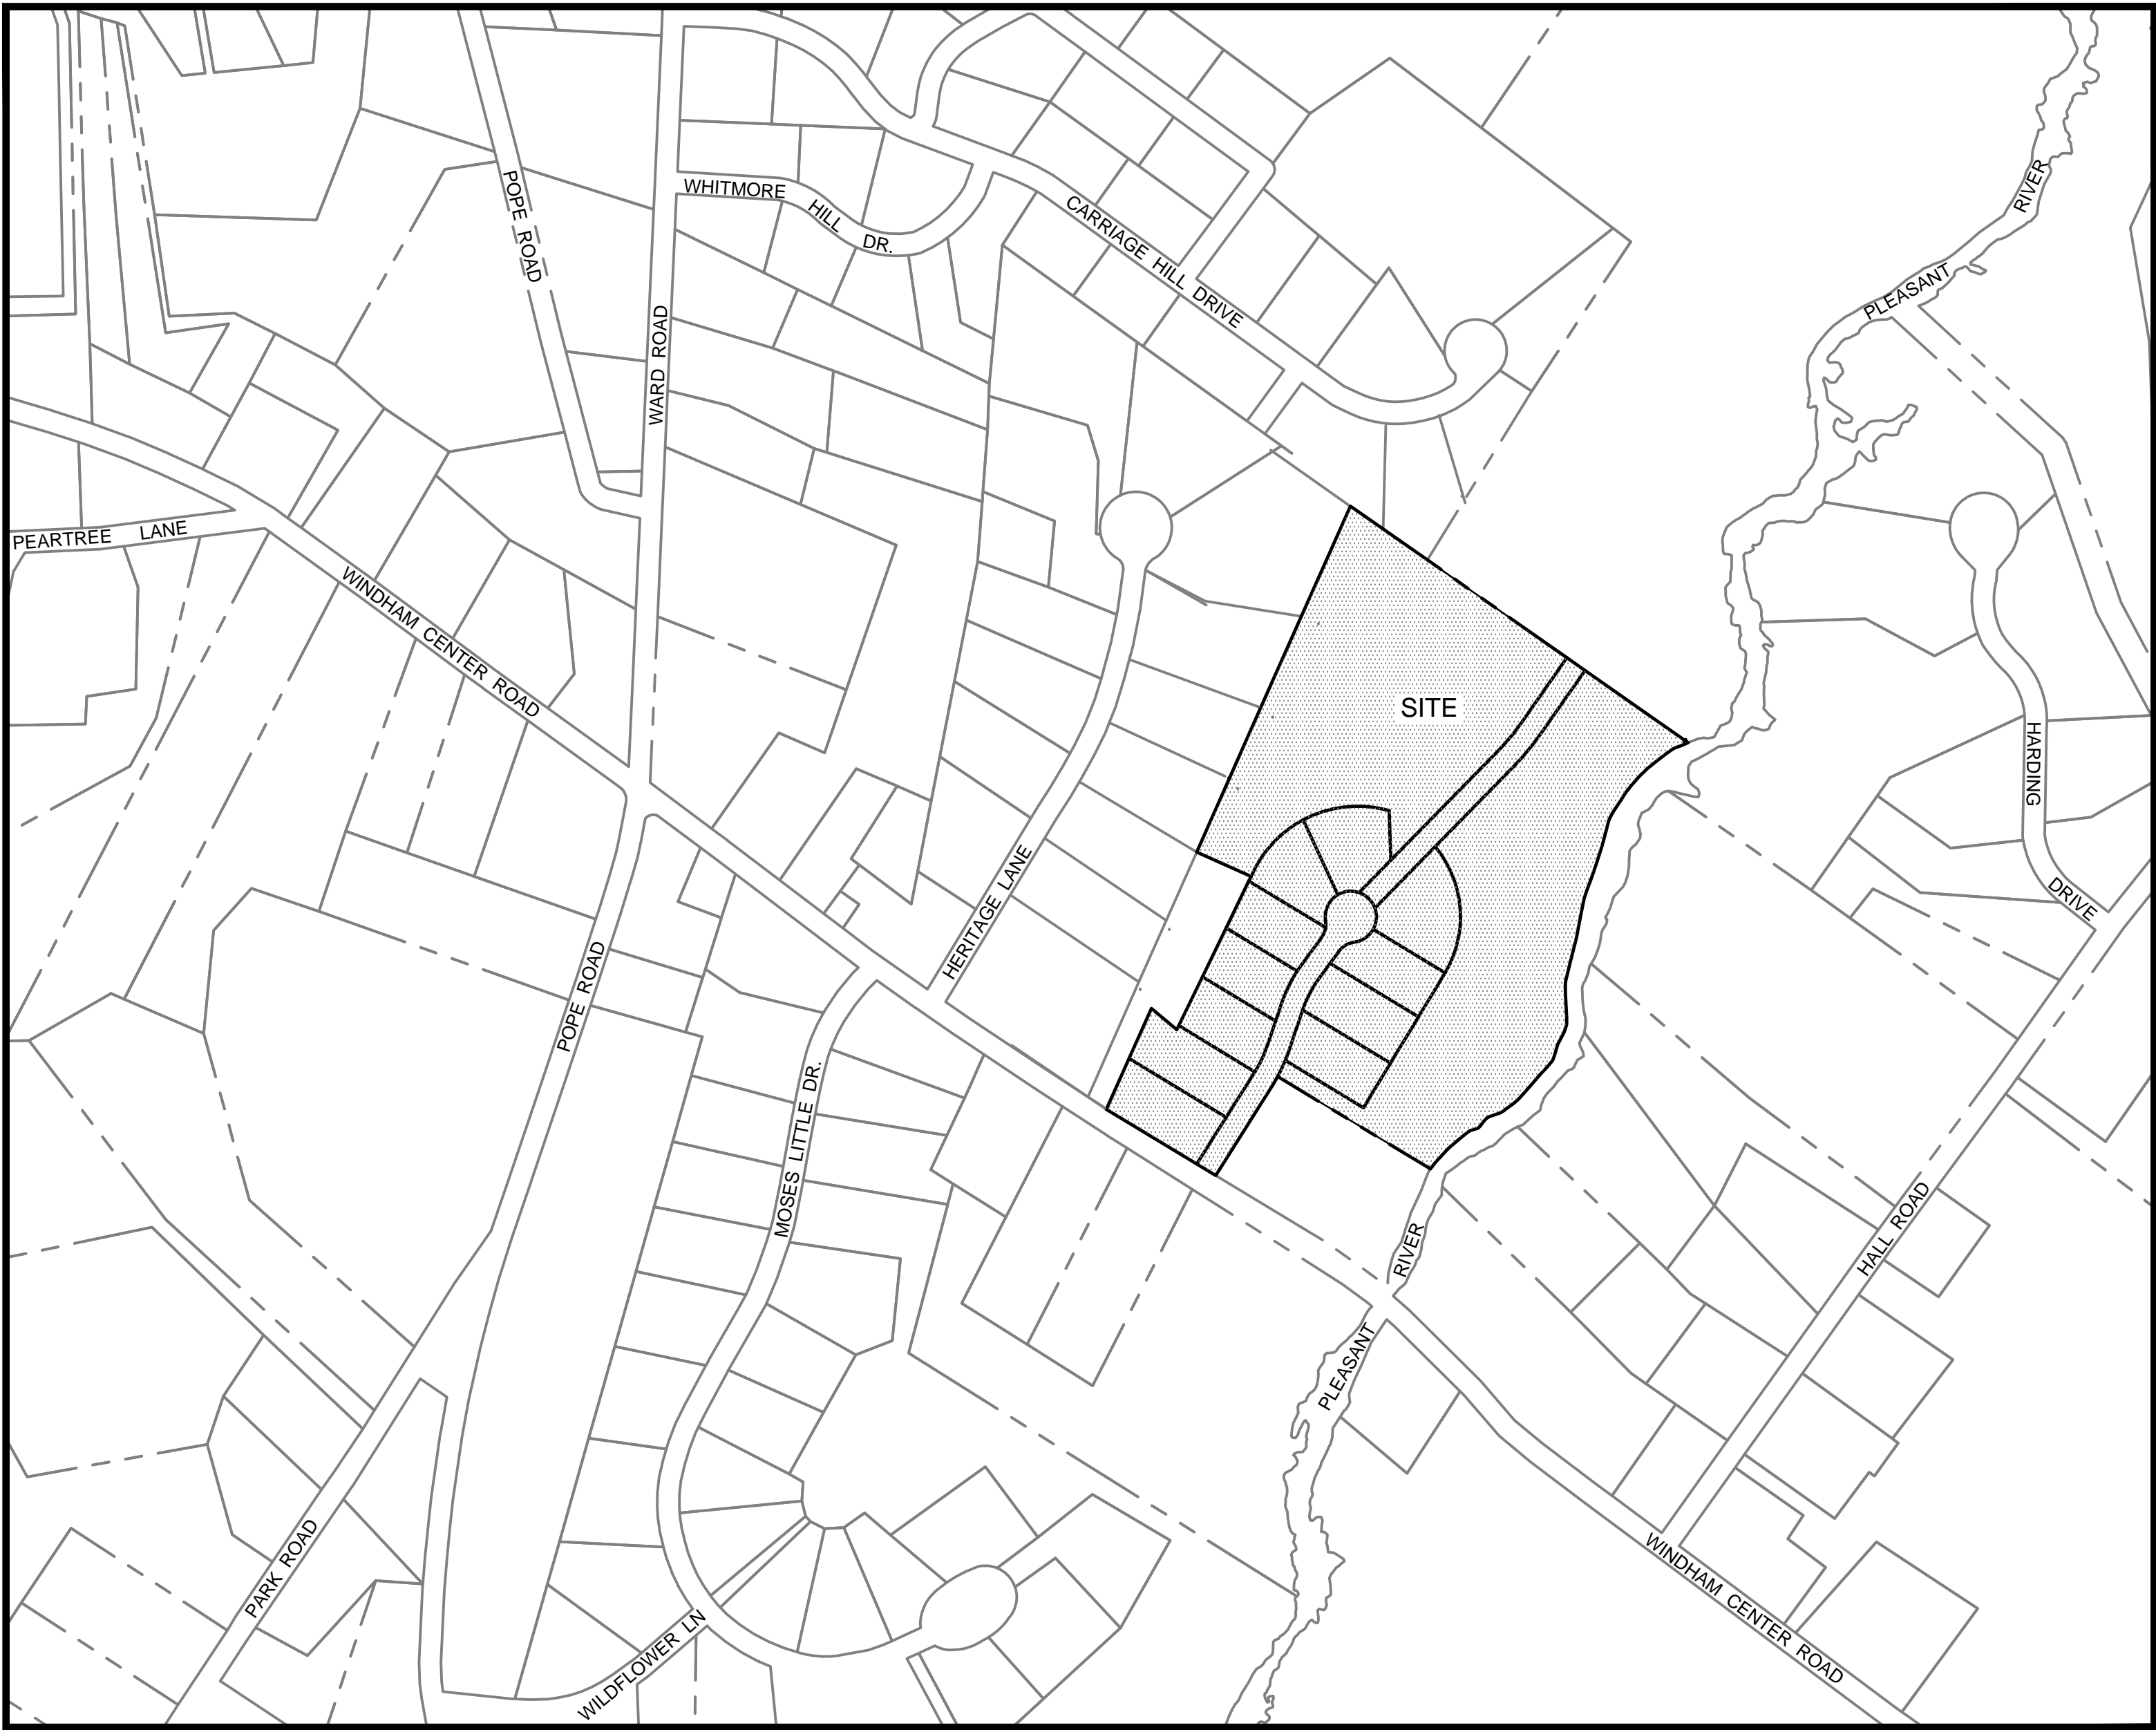 POPE ROAD
WHITMORE HILL DR.
CARRIAGE HILL DRIVE
RIVER
PLEASANT
WARD ROAD
PEARTREE LANE
WINDHAM CENTER ROAD
SITE
HARDING
DRIVE
HERITAGE LANE
POPE ROAD
MOSES LITTLE DR.
RIVER
PLEASANT
HALL ROAD
PARK ROAD
WILDFLOWER LN
WINDHAM CENTER ROAD